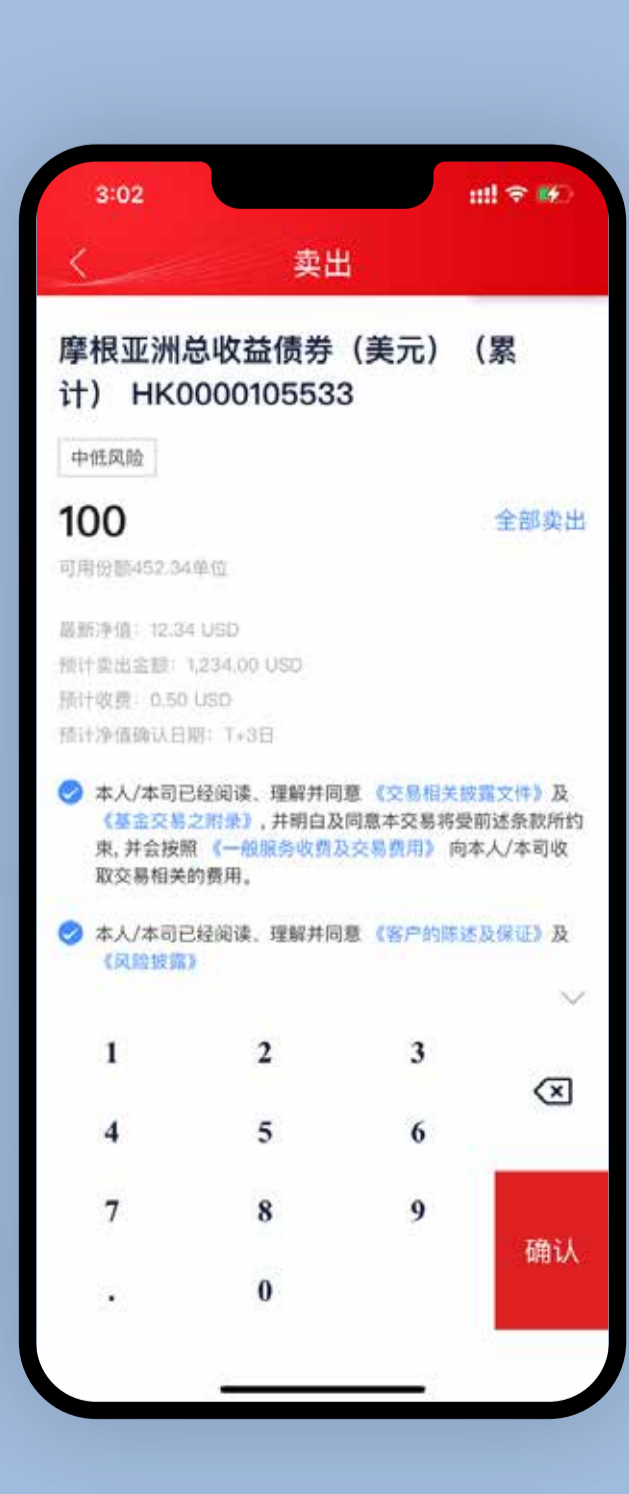 3:02
卖出
摩根亚洲总收益债券（美元）（累
计） HK0000105533
中低风险
100
全部卖出
可用份额452.34单位
最新净值：12.34 USD
预计卖出金额：1,234.00 USD
预计收费：0.50 USD
预计净值确认日期：T+3日
本人/本司已经阅读、理解并同意《交易相关披露文件》及
《基金交易之附录》, 并明白及同意本交易将受前述条款所约
束, 并会按照《一般服务收费及交易费用》向本人/本司收
取交易相关的费用。
本人/本司已经阅读、理解并同意《客户的陈述及保证》及
《风险披露》
1 2 3
4 5 6
7 8 9
确认
. 0